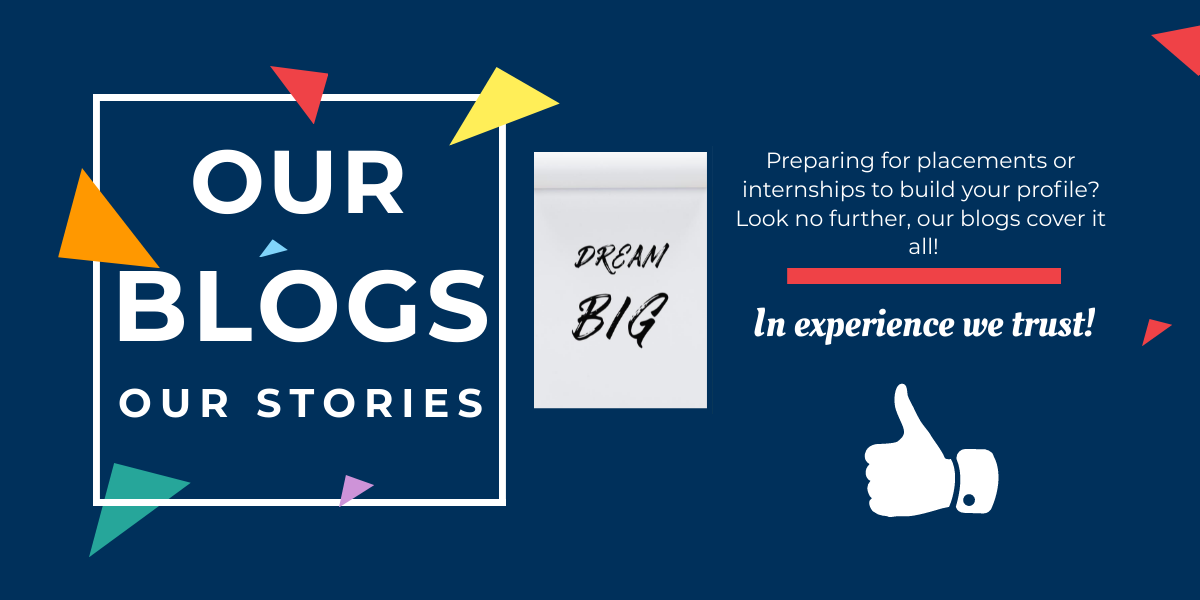 OUR
BLOGS
OUR STORIES
DREAM
BIG
Preparing for placements or
internships to build your profile?
Look no further, our blogs cover it
all!
In experience we trust!